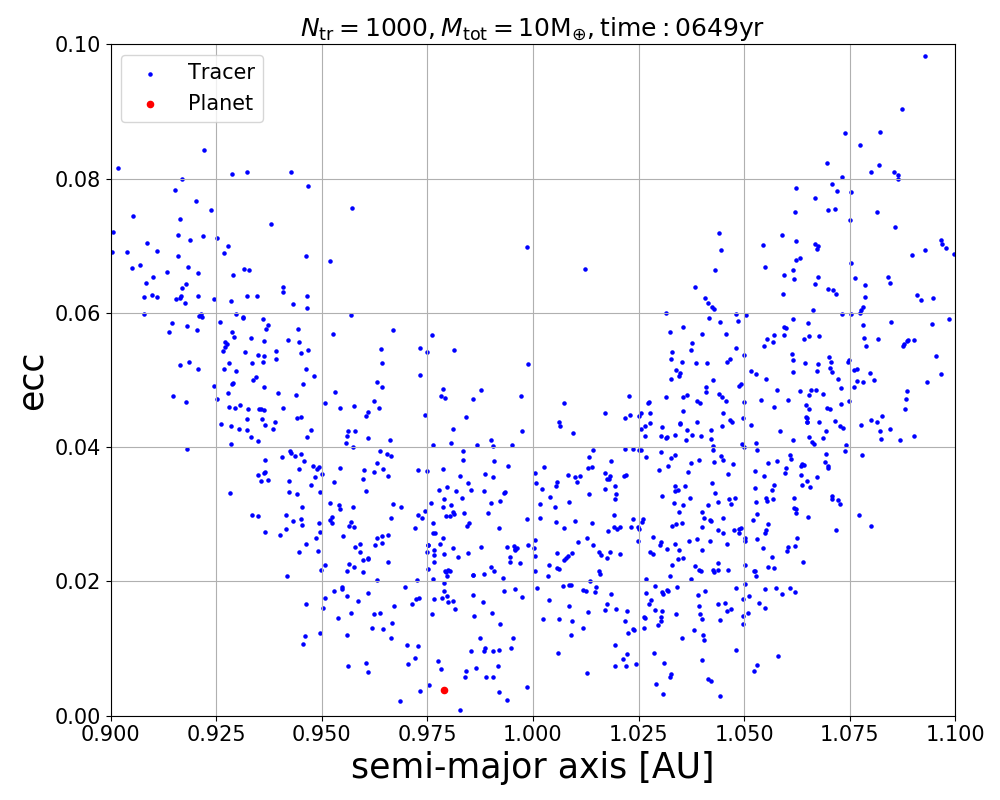 N_tr = 1000, M_tot = 10M_⊕, time : 0649yr
Tracer
Planet
ecc
0.10
0.08
0.06
0.04
0.02
0.00
0.900 0.925 0.950 0.975 1.000 1.025 1.050 1.075 1.100
semi-major axis [AU]